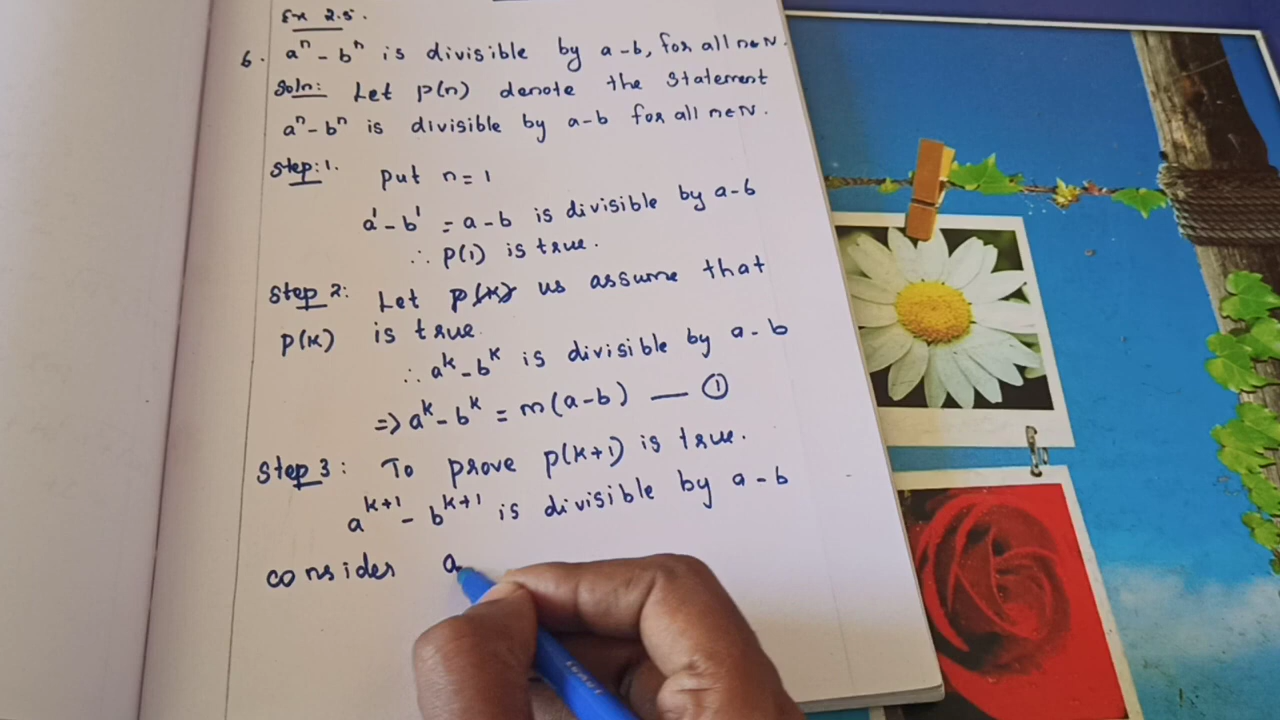 Ex 2.5.
6. aⁿ - bⁿ is divisible by a-b, for all n∈N.
Soln: Let p(n) denote the statement
aⁿ - bⁿ is divisible by a-b for all n∈N.
Step:1. put n=1
a¹ - b¹ = a-b is divisible by a-b
∴ p(1) is true.
Step 2: Let us assume that
p(k) is true.
∴ aᵏ - bᵏ is divisible by a-b
=> aᵏ - bᵏ = m(a-b) — ①
Step 3: To prove p(k+1) is true.
aᵏ⁺¹ - bᵏ⁺¹ is divisible by a-b
consider a